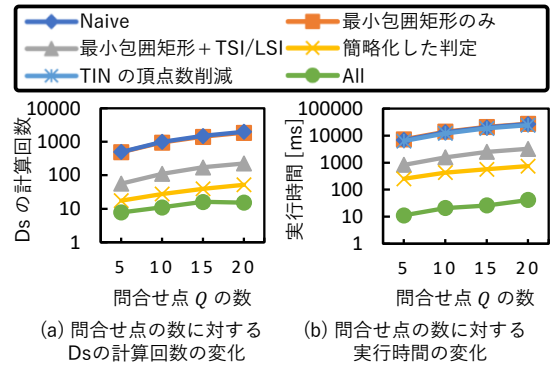 Naive
最小包囲矩形のみ
最小包囲矩形＋TSI/LSI
簡略化した判定
TIN の頂点数削減
All
10000
1000
100
10
1
Ds の計算回数
5 10 15 20
問合せ点 Q の数
(a) 問合せ点の数に対する
Dsの計算回数の変化
100000
10000
1000
100
10
1
実行時間 [ms]
5 10 15 20
問合せ点 Q の数
(b) 問合せ点の数に対する
実行時間の変化